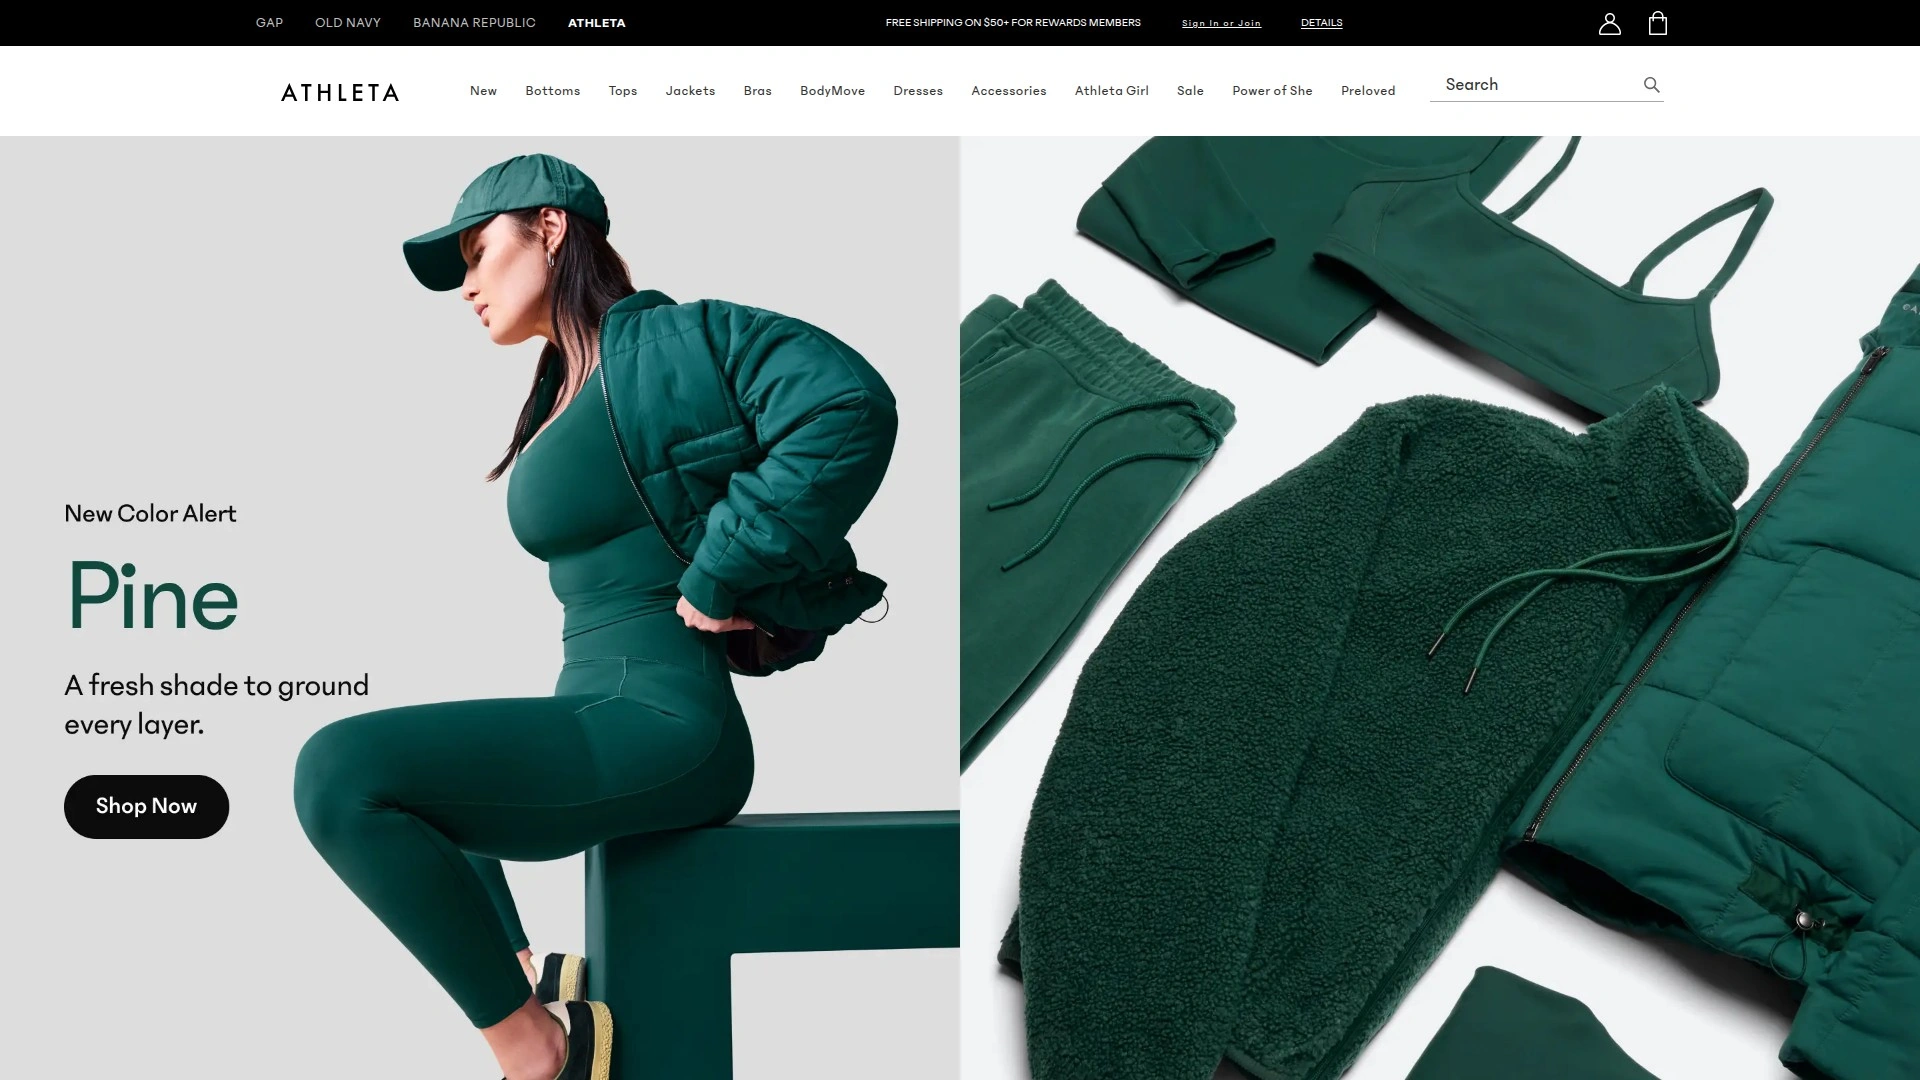 GAP OLD NAVY BANANA REPUBLIC ATHLETA FREE SHIPPING ON $50+ FOR REWARDS MEMBERS Sign In or Join DETAILS
ATHLETA New Bottoms Tops Jackets Bras BodyMove Dresses Accessories Athleta Girl Sale Power of She Preloved Search
New Color Alert
Pine
A fresh shade to ground
every layer.
Shop Now